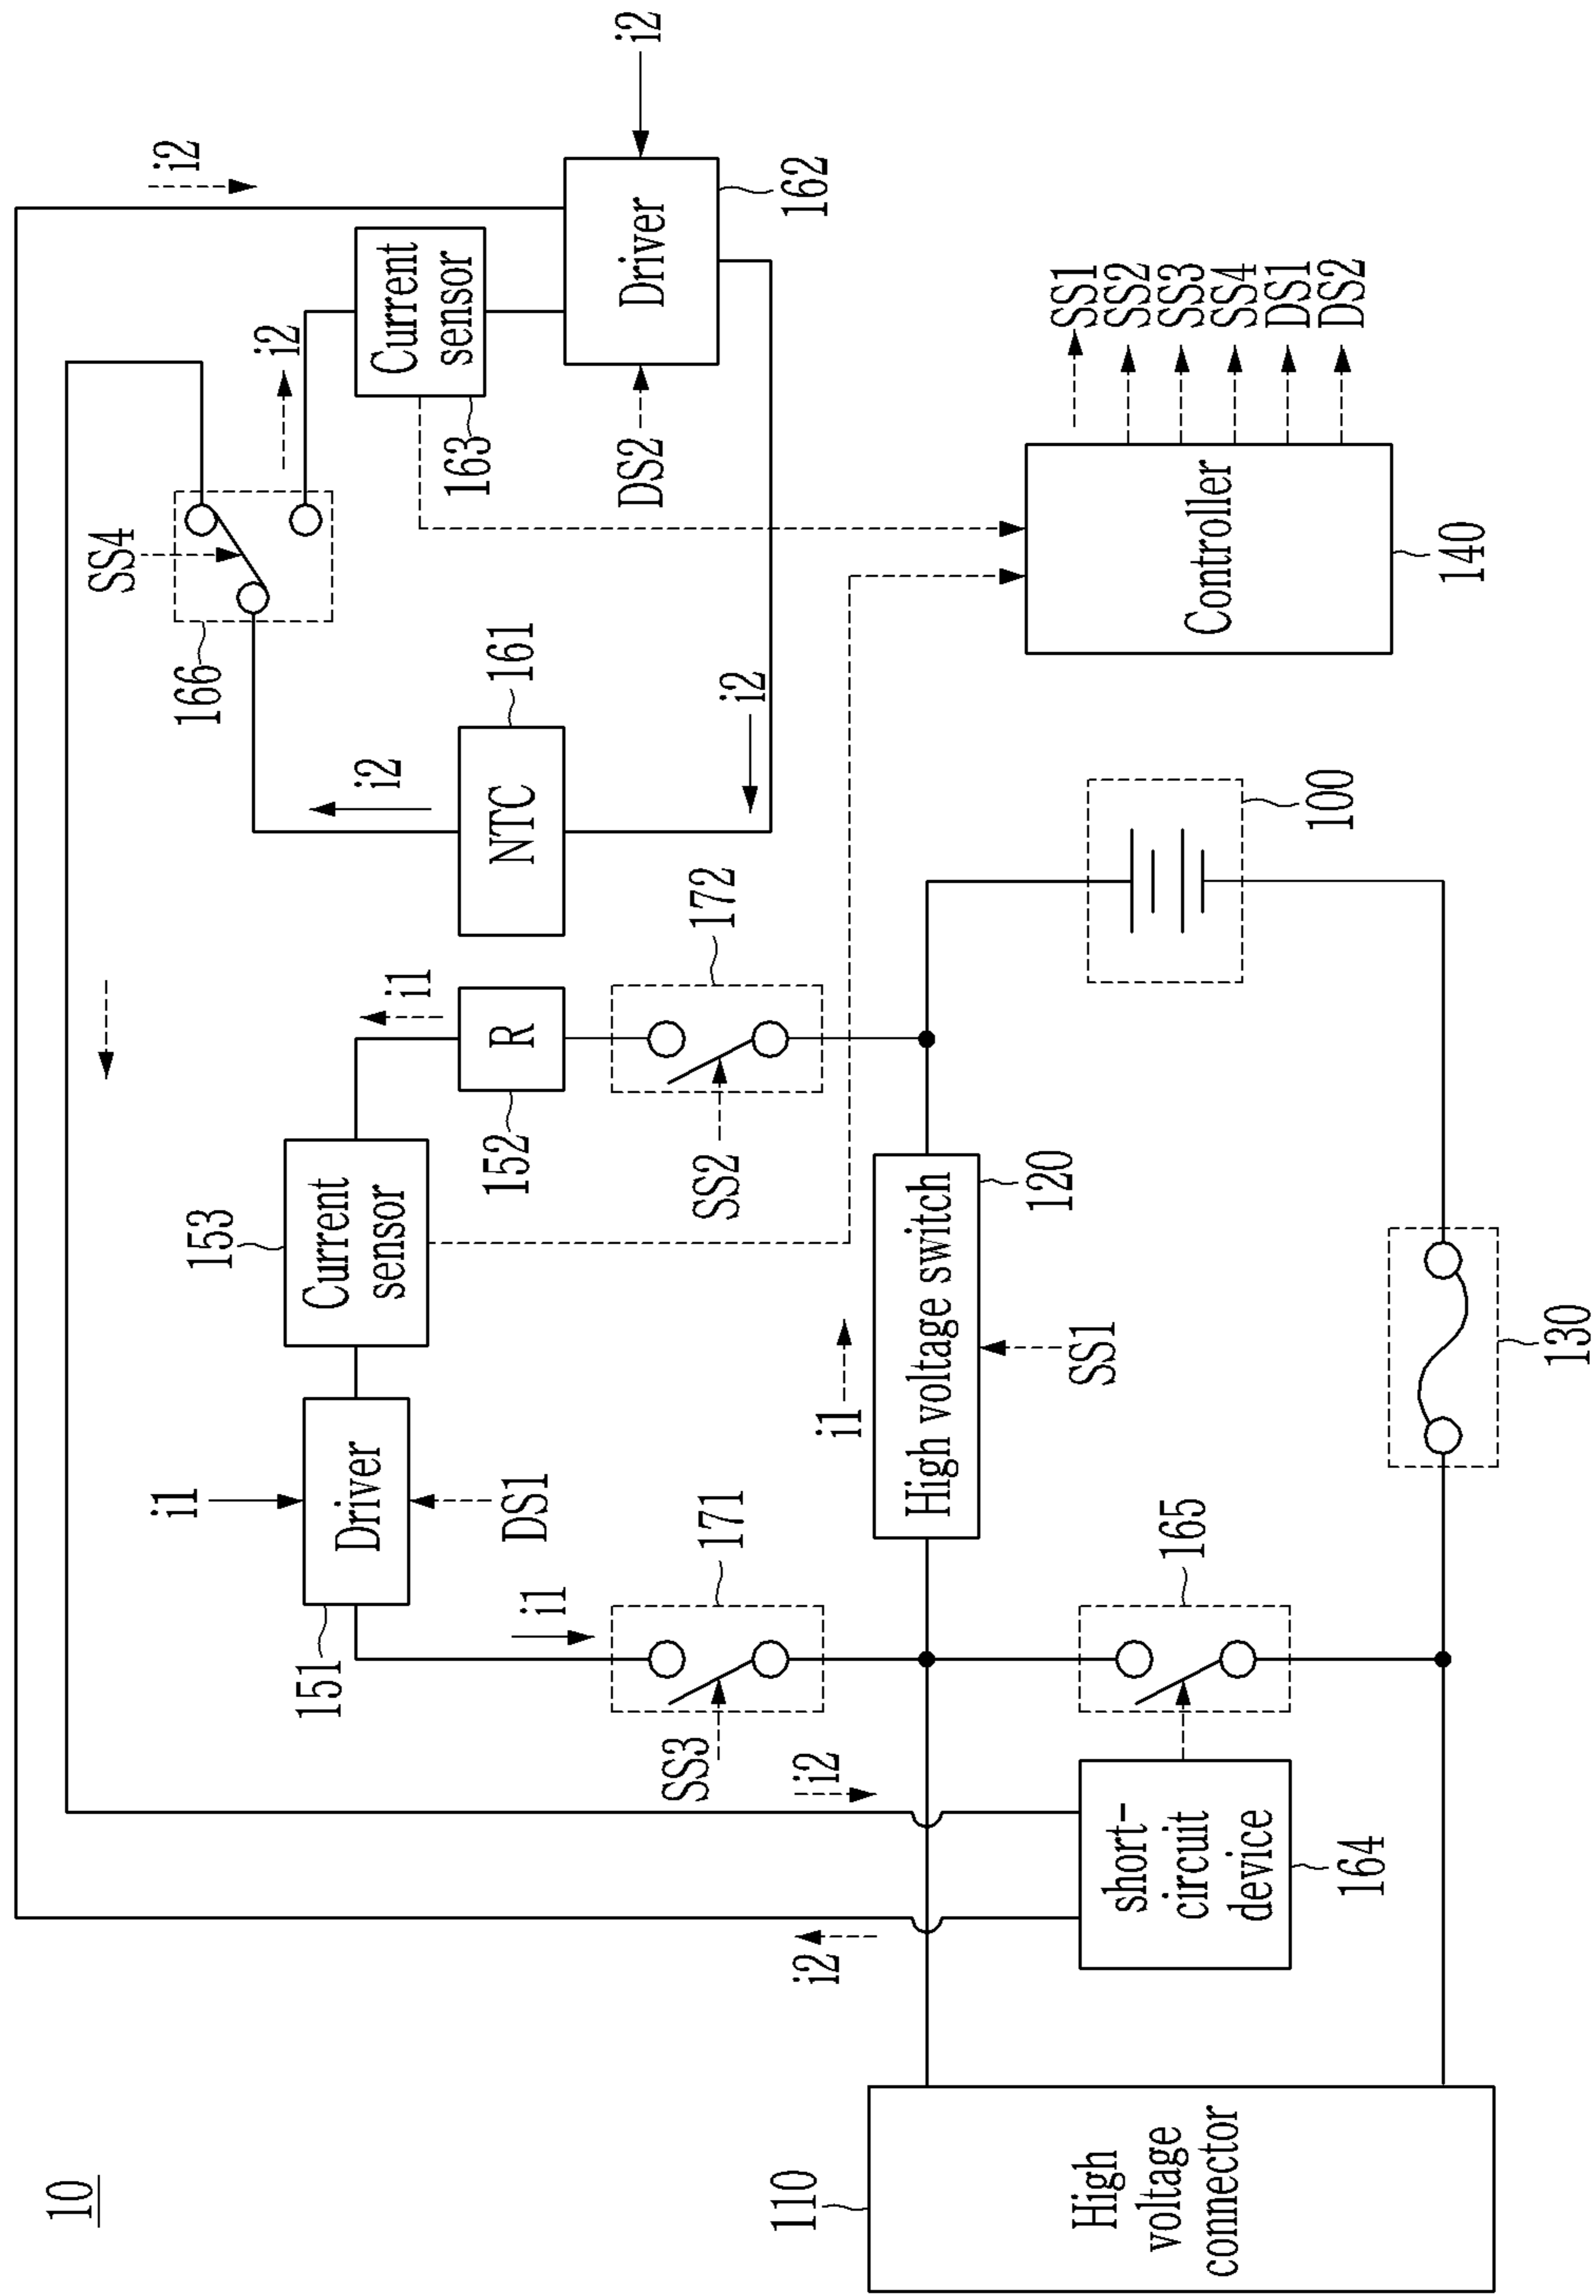 10
i2
i2
i2
162
Driver
Current
sensor
i2
163
DS2
SS4
166
161
NTC
i2
i2
SS1
SS2
SS3
SS4
DS1
DS2
Controller
140
100
172
i1
R
152
SS2
153
Current
sensor
120
High voltage switch
i1
SS1
130
i1
Driver
DS1
151
i1
171
SS3
165
i2
short-
circuit
device
164
i2
110
High
voltage
connector